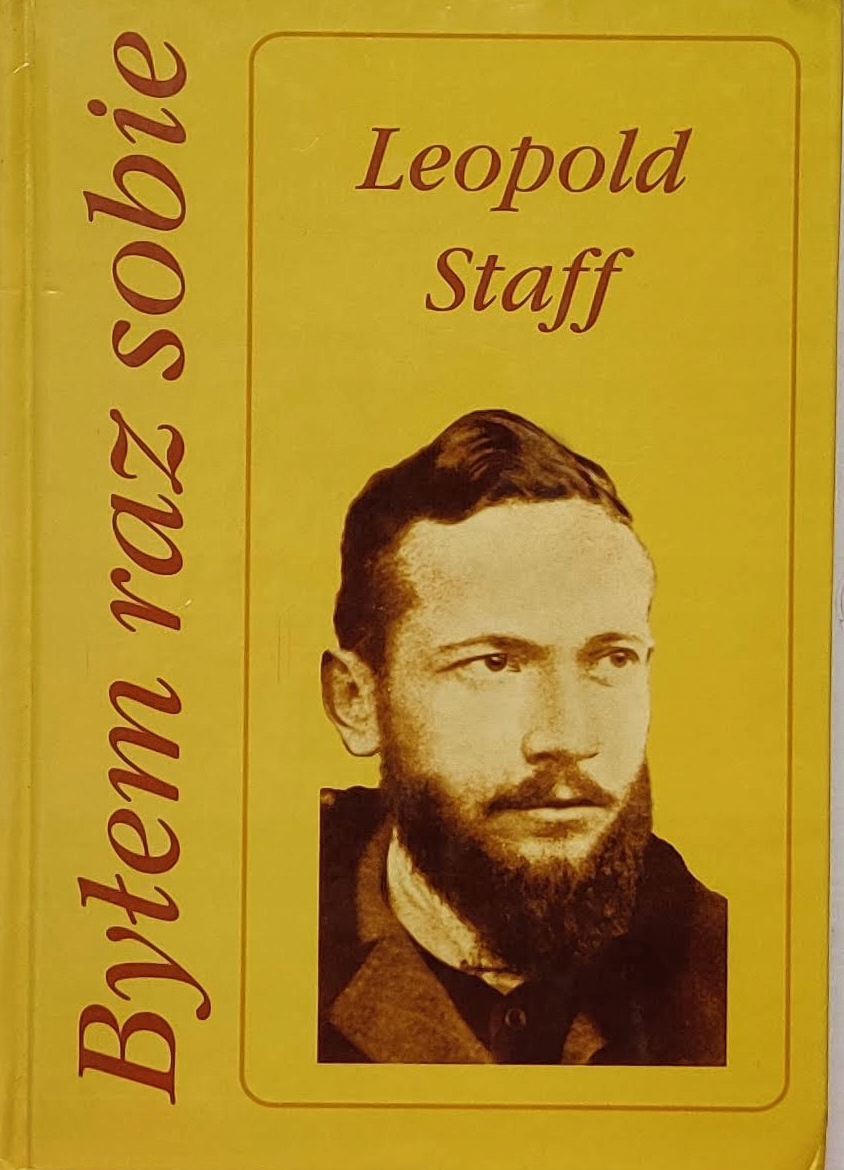 Byłem raz sobie
Leopold
Staff